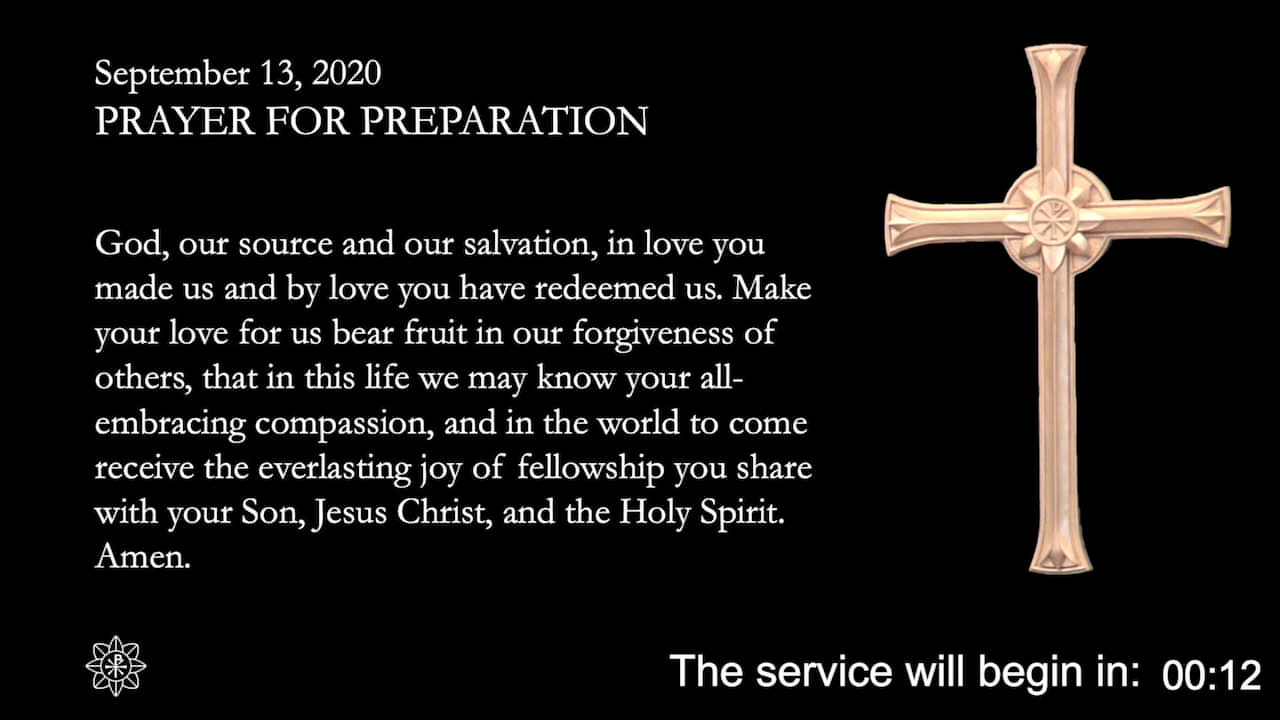 September 13, 2020
PRAYER FOR PREPARATION
God, our source and our salvation, in love you
made us and by love you have redeemed us. Make
your love for us bear fruit in our forgiveness of
others, that in this life we may know your all-
embracing compassion, and in the world to come
receive the everlasting joy of fellowship you share
with your Son, Jesus Christ, and the Holy Spirit.
Amen.
The service will begin in: 00:12